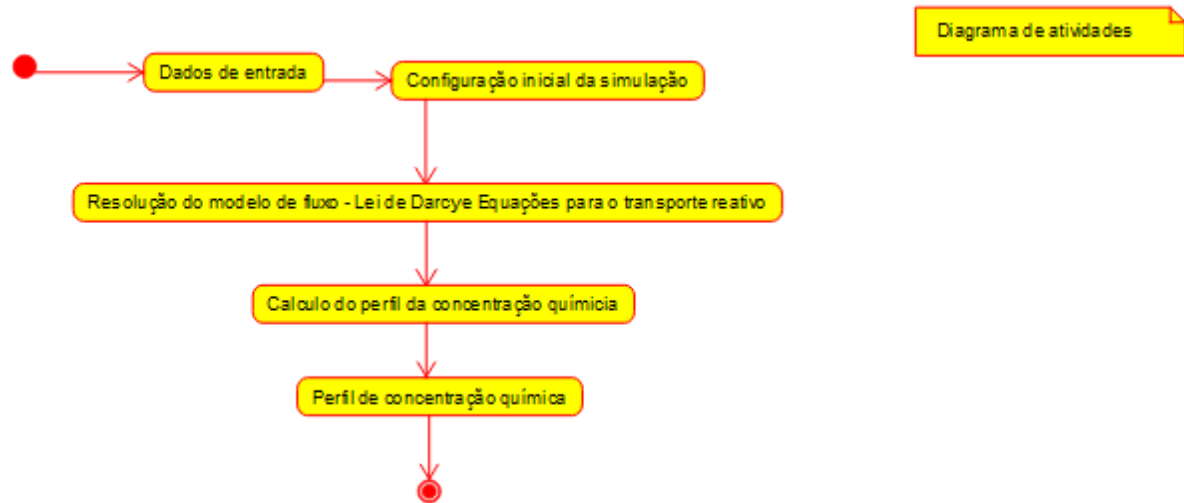 Diagrama de atividades
Dados de entrada
Configuração inicial da simulação
Resolução do modelo de fluxo - Lei de Darcye Equações para o transporte reativo
Calculo do perfil da concentração químicia
Perfil de concentração química